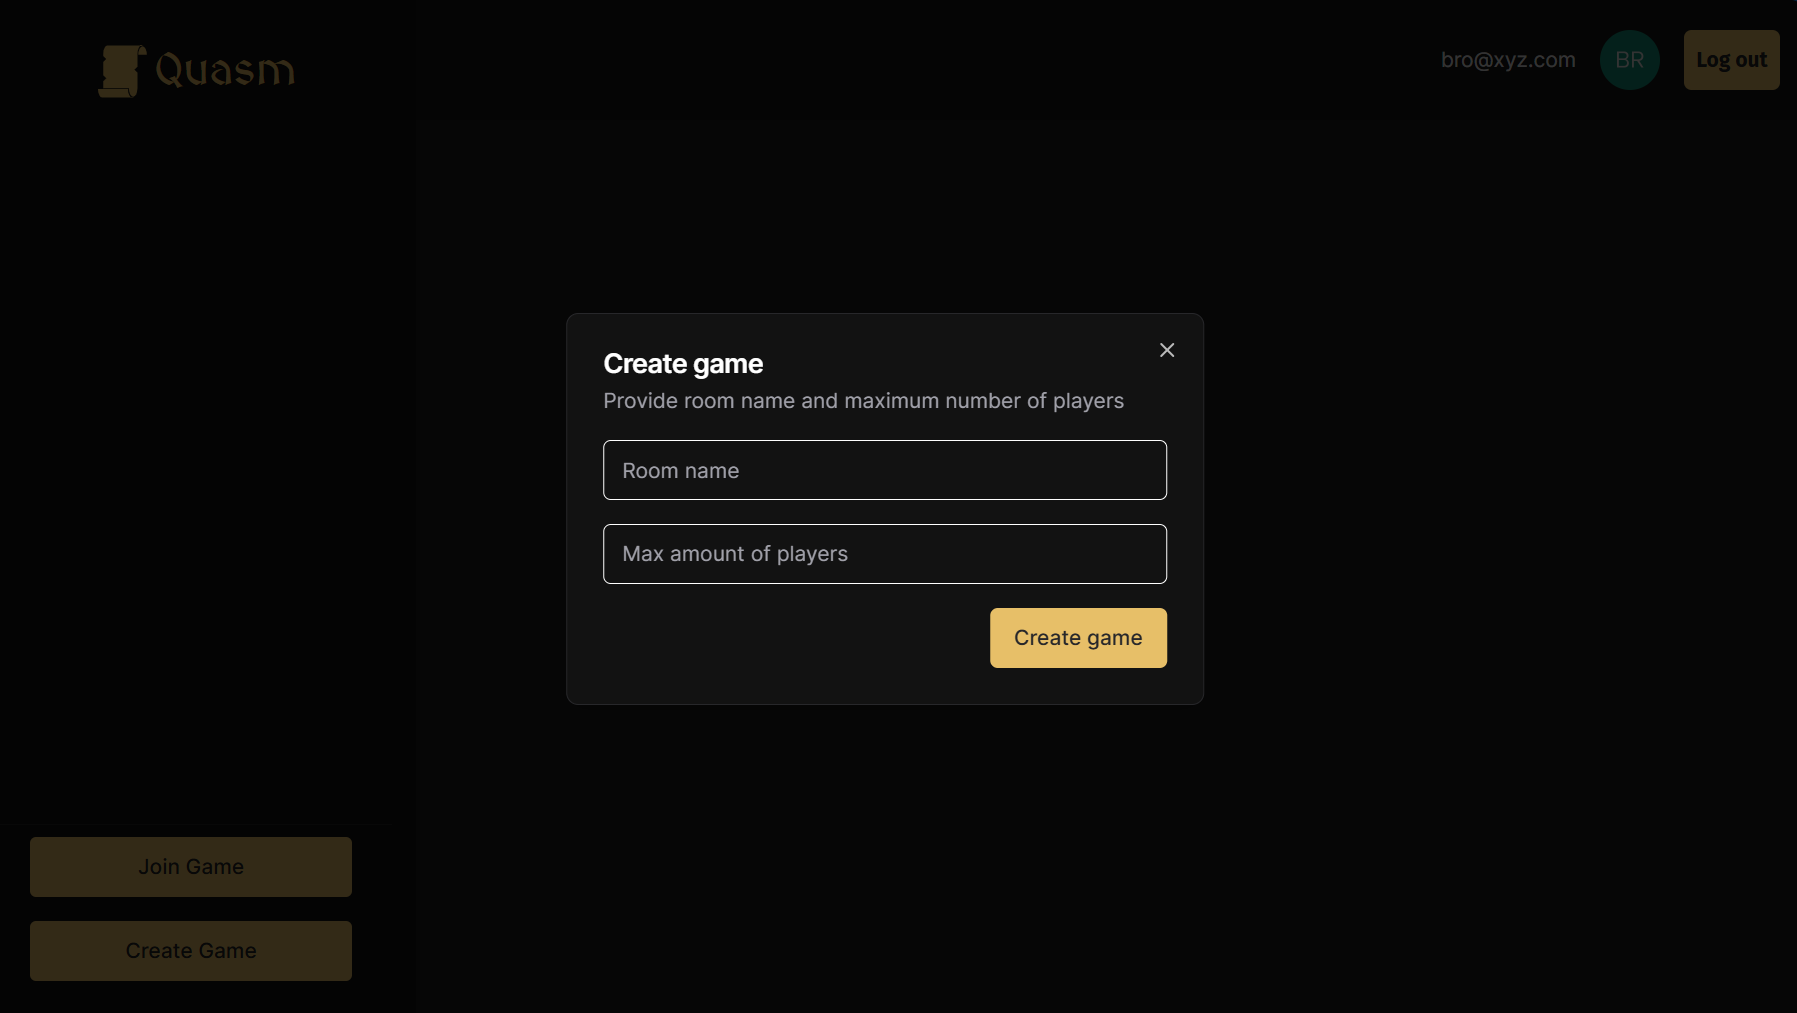 Quasm
bro@xyz.com
BR
Log out
Create game
Provide room name and maximum number of players
Room name
Max amount of players
Create game
Join Game
Create Game